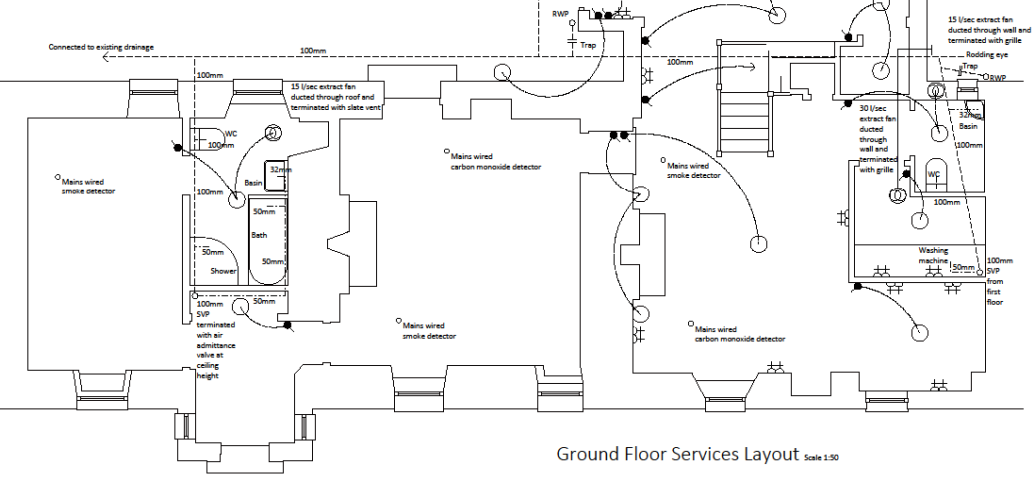 RWP
Trap
Connected to existing drainage
100mm
100mm
100mm
15 l/sec extract fan
ducted through wall and
terminated with grille
Rodding eye
Trap
RWP
15 l/sec extract fan
ducted through roof and
terminated with slate vent
30 l/sec
extract fan
ducted
through
wall and
terminated
with grille
32mm
Basin
100mm
WC
100mm
WC
100mm
32mm
Basin
100mm
50mm
Bath
50mm
50mm
Shower
50mm
100mm
SVP
terminated
with air
admittance
valve at
ceiling
height
Mains wired
smoke detector
Mains wired
carbon monoxide detector
Mains wired
smoke detector
Mains wired
smoke detector
Mains wired
carbon monoxide detector
Washing
machine
50mm
100mm
SVP
from
first
floor
Ground Floor Services Layout Scale 1:50